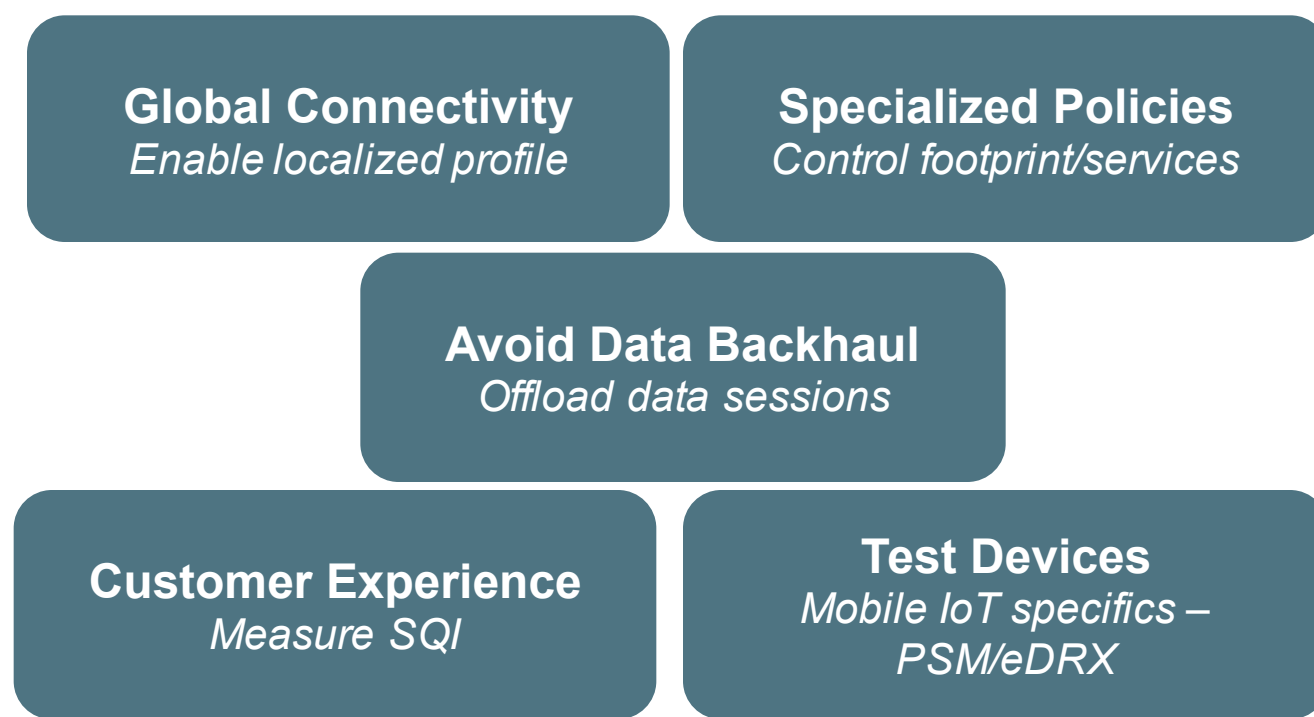 Global Connectivity
Enable localized profile
Specialized Policies
Control footprint/services
Avoid Data Backhaul
Offload data sessions
Customer Experience
Measure SQI
Test Devices
Mobile IoT specifics –
PSM/eDRX